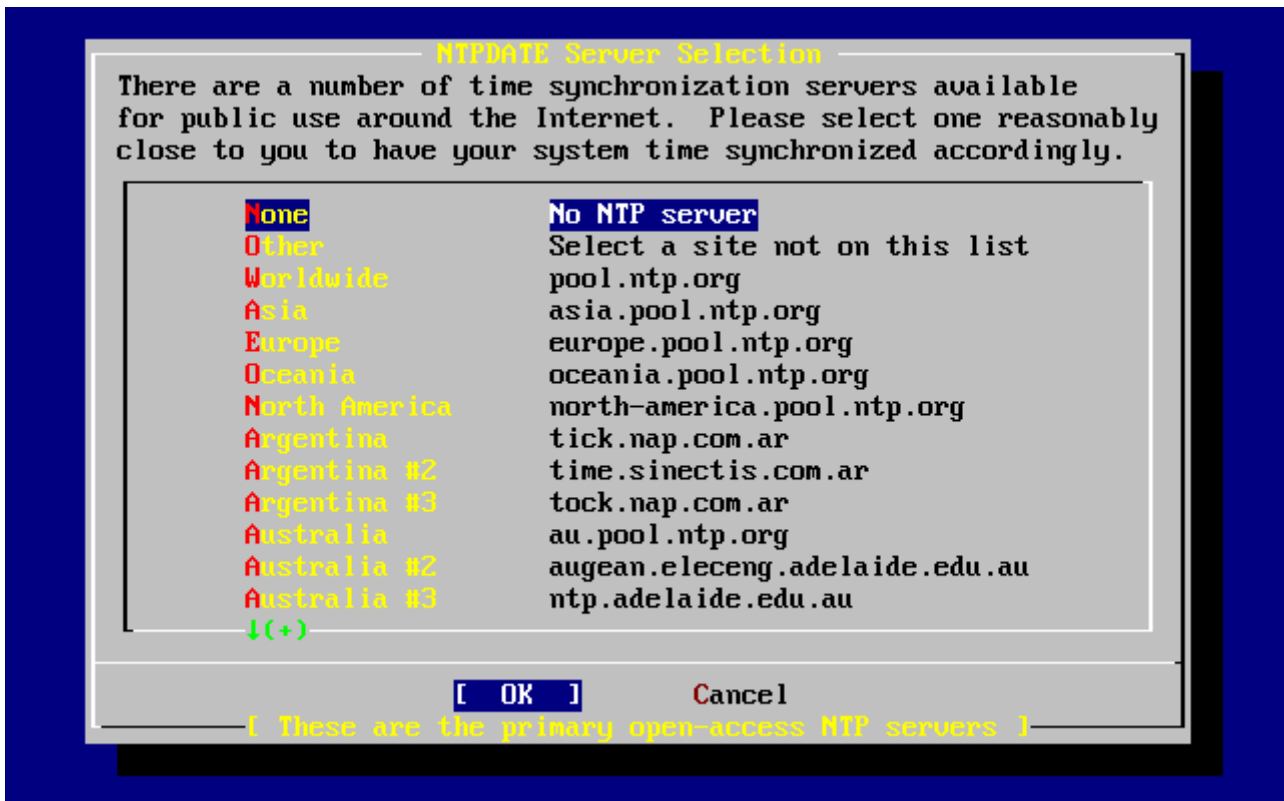 NTPDATE Server Selection
There are a number of time synchronization servers available
for public use around the Internet.  Please select one reasonably
close to you to have your system time synchronized accordingly.
None No NTP server
Other Select a site not on this list
Worldwide pool.ntp.org
Asia asia.pool.ntp.org
Europe europe.pool.ntp.org
Oceania oceania.pool.ntp.org
North America north-america.pool.ntp.org
Argentina tick.nap.com.ar
Argentina #2 time.sinectis.com.ar
Argentina #3 tock.nap.com.ar
Australia au.pool.ntp.org
Australia #2 augean.eleceng.adelaide.edu.au
Australia #3 ntp.adelaide.edu.au
↓(+)
[ OK ] Cancel
[ These are the primary open-access NTP servers ]